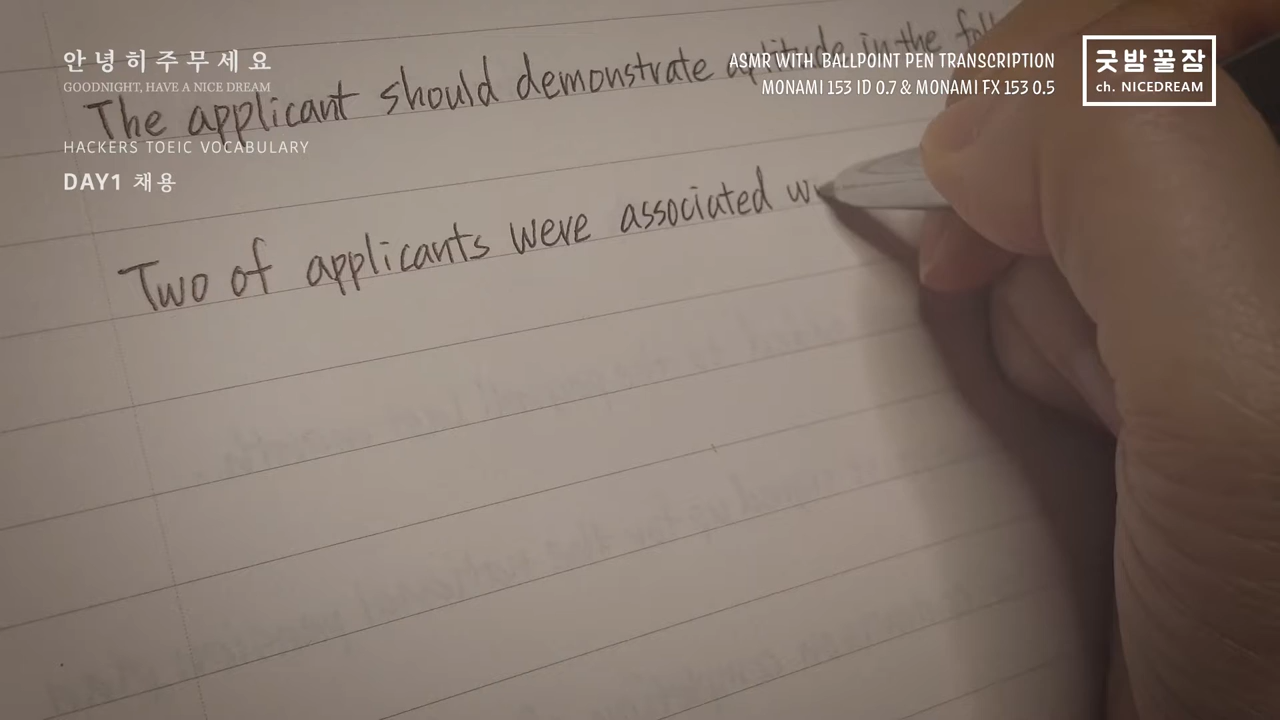 안녕히주무세요
GOODNIGHT, HAVE A NICE DREAM
HACKERS TOEIC VOCABULARY
DAY1 채용
ASMR WITH BALLPOINT PEN TRANSCRIPTION
MONAMI 153 ID 0.7 & MONAMI FX 153 0.5
굿밤꿀잠
ch. NICEDREAM
The applicant should demonstrate aptitude in the
Two of applicants were associated